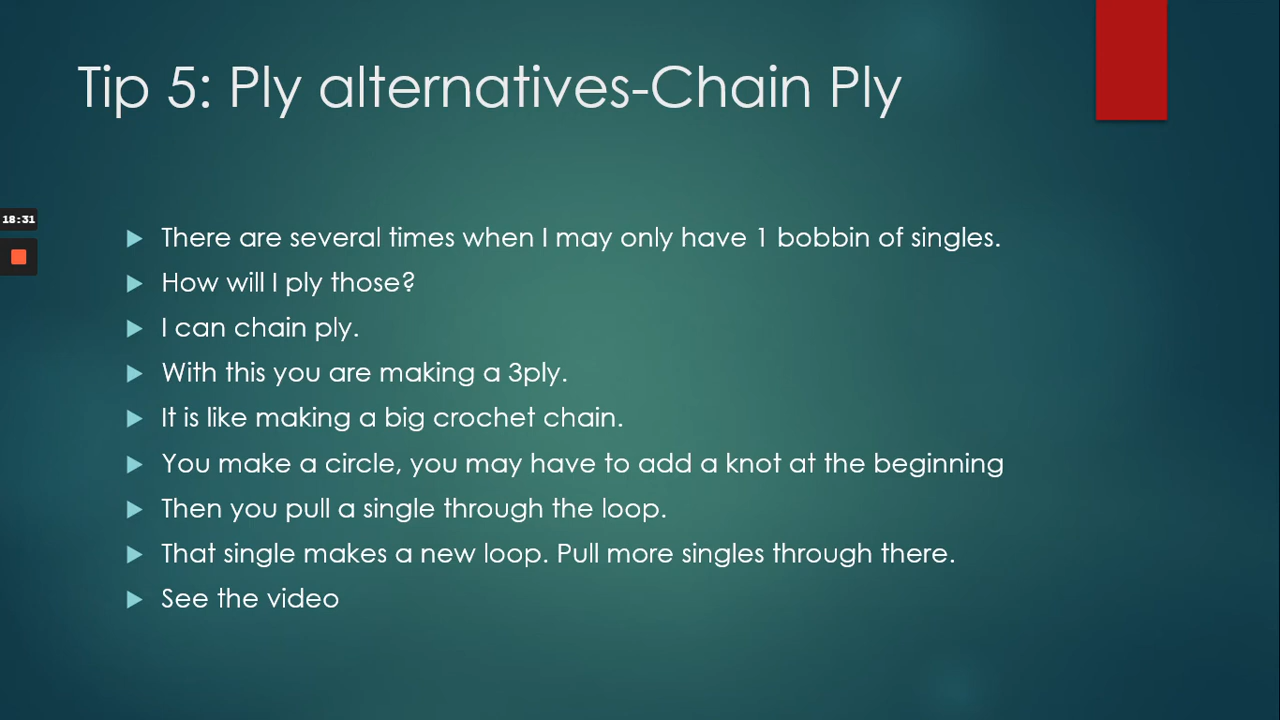 Tip 5: Ply alternatives-Chain Ply
18:31
There are several times when I may only have 1 bobbin of singles.
How will I ply those?
I can chain ply.
With this you are making a 3ply.
It is like making a big crochet chain.
You make a circle, you may have to add a knot at the beginning
Then you pull a single through the loop.
That single makes a new loop. Pull more singles through there.
See the video